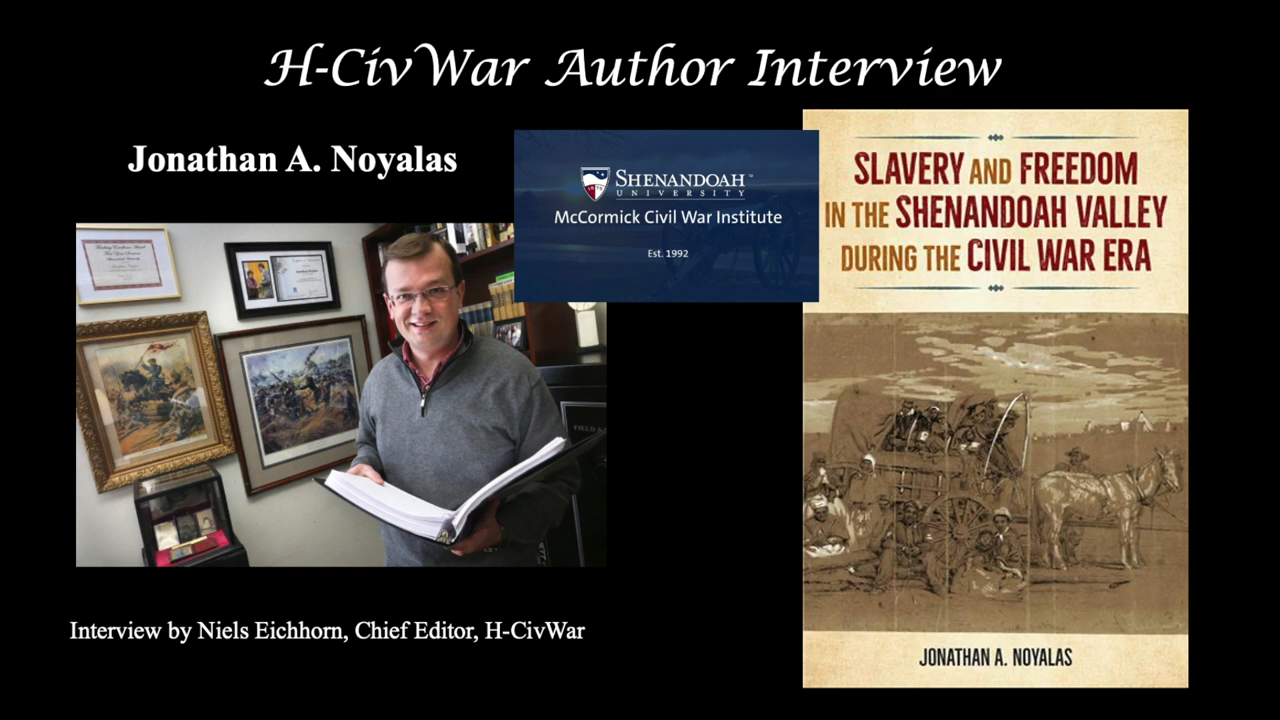 H-CivWar Author Interview
Jonathan A. Noyalas
SHENANDOAH™
UNIVERSITY
McCormick Civil War Institute
Est. 1992
SLAVERY AND FREEDOM
IN THE SHENANDOAH VALLEY
DURING THE CIVIL WAR ERA
JONATHAN A. NOYALAS
Interview by Niels Eichhorn, Chief Editor, H-CivWar